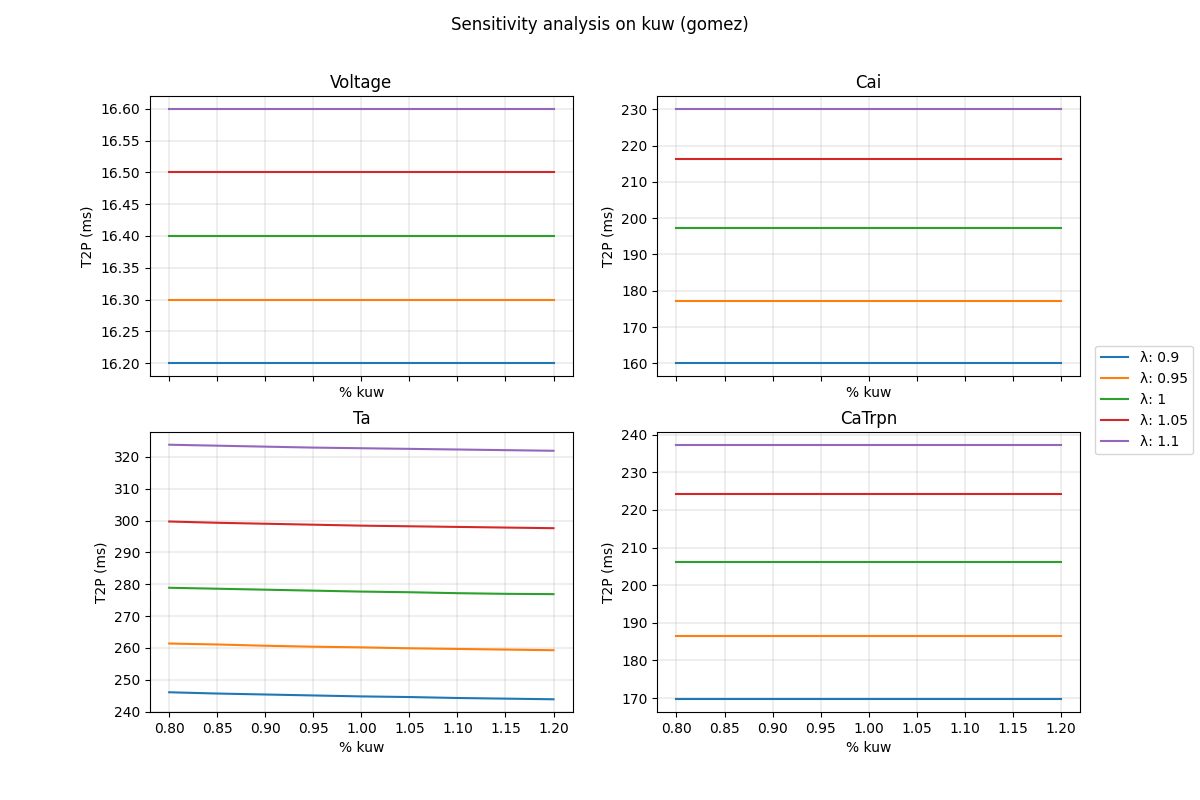 Sensitivity analysis on kuw (gomez)
Voltage
T2P (ms)
16.60
16.55
16.50
16.45
16.40
16.35
16.30
16.25
16.20
% kuw
Cai
T2P (ms)
230
220
210
200
190
180
170
160
% kuw
Ta
T2P (ms)
320
310
300
290
280
270
260
250
240
0.80 0.85 0.90 0.95 1.00 1.05 1.10 1.15 1.20
% kuw
CaTrpn
T2P (ms)
240
230
220
210
200
190
180
170
0.80 0.85 0.90 0.95 1.00 1.05 1.10 1.15 1.20
% kuw
λ: 0.9
λ: 0.95
λ: 1
λ: 1.05
λ: 1.1